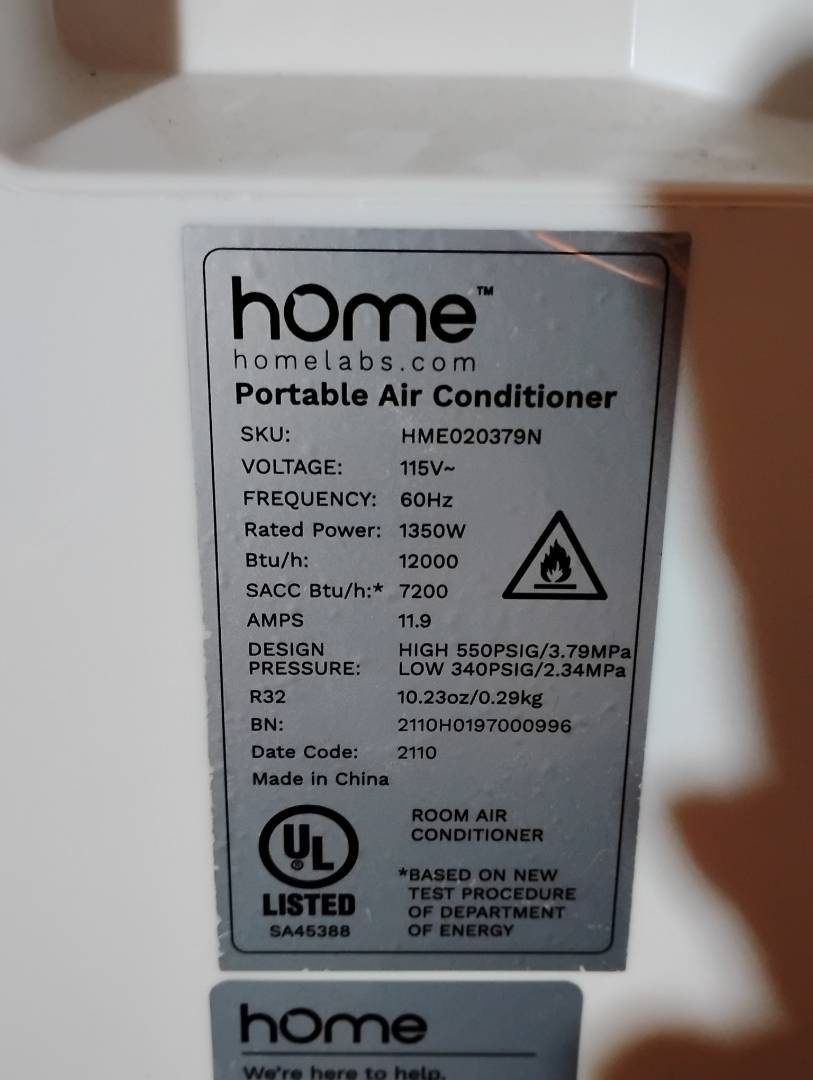 home™
homelabs.com
Portable Air Conditioner
SKU: HME020379N
VOLTAGE: 115V~
FREQUENCY: 60Hz
Rated Power: 1350W
Btu/h: 12000
SACC Btu/h:* 7200
AMPS 11.9
DESIGN HIGH 550PSIG/3.79MPa
PRESSURE: LOW 340PSIG/2.34MPa
R32 10.23oz/0.29kg
BN: 2110H0197000996
Date Code: 2110
Made in China
UL®
LISTED
SA45388
ROOM AIR
CONDITIONER
*BASED ON NEW
TEST PROCEDURE
OF DEPARTMENT
OF ENERGY
home
We're here to help.